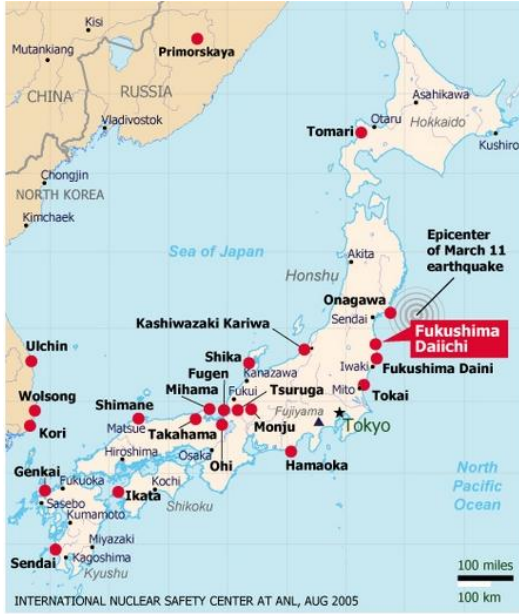 Kisi
Mutankiang
Primorskaya
CHINA
RUSSIA
Vladivostok
Asahikawa
Otaru
Hokkaido
Tomari
Kushiro
Chongjin
NORTH KOREA
Kimchaek
Sea of Japan
Akita
Epicenter
of March 11
earthquake
Honshu
Onagawa
Sendai
Kashiwazaki Kariwa
Fukushima
Daiichi
Ulchin
Shika
Kanazawa
Iwaki
Fukushima Daini
Fugen
Fukui
Mihama
Tsuruga
Mito
Tokai
Wolsong
Shimane
Matsue
Takahama
Monju
Fujiyama
Tokyo
Kori
Hiroshima
Osaka
Ohi
Hamaoka
Genkai
Fukuoka
Ikata
Kochi
North
Pacific
Ocean
Sasebo
Shikoku
Kumamoto
Miyazaki
Sendai
Kagoshima
Kyushu
100 miles
100 km
INTERNATIONAL NUCLEAR SAFETY CENTER AT ANL, AUG 2005